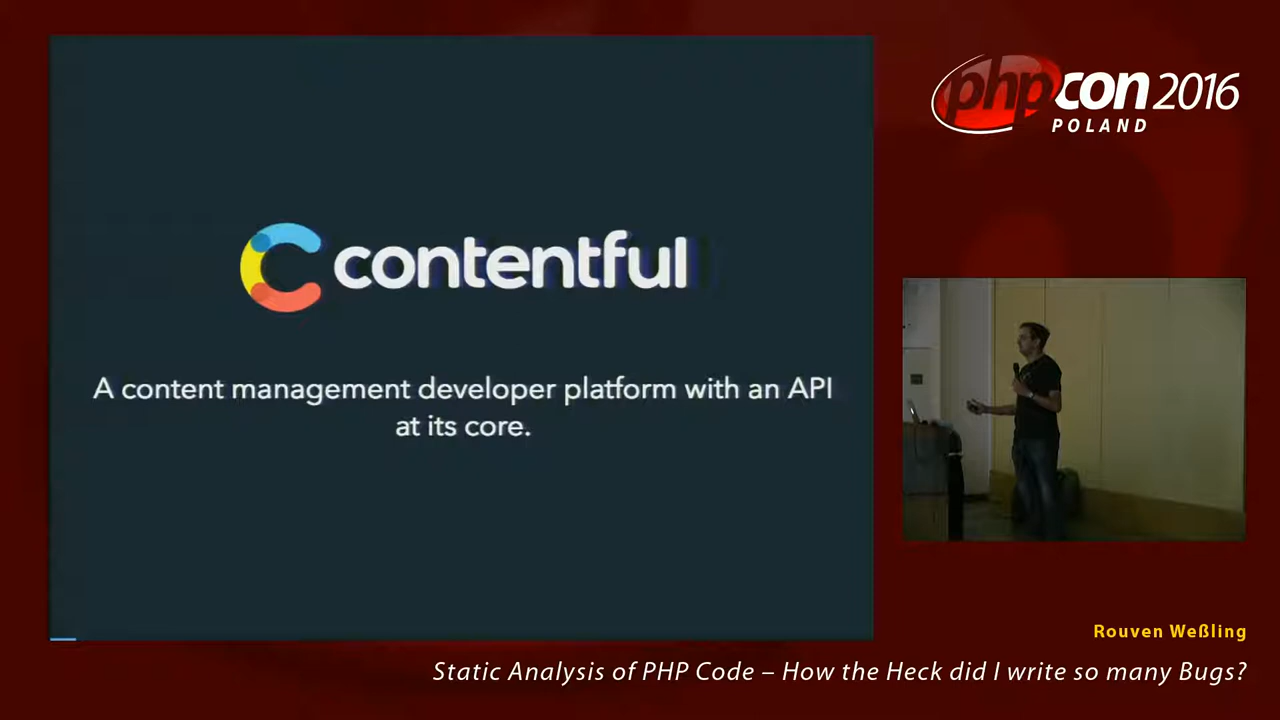 contentful
A content management developer platform with an API
at its core.
phpcon 2016
POLAND
Rouven Weßling
Static Analysis of PHP Code – How the Heck did I write so many Bugs?